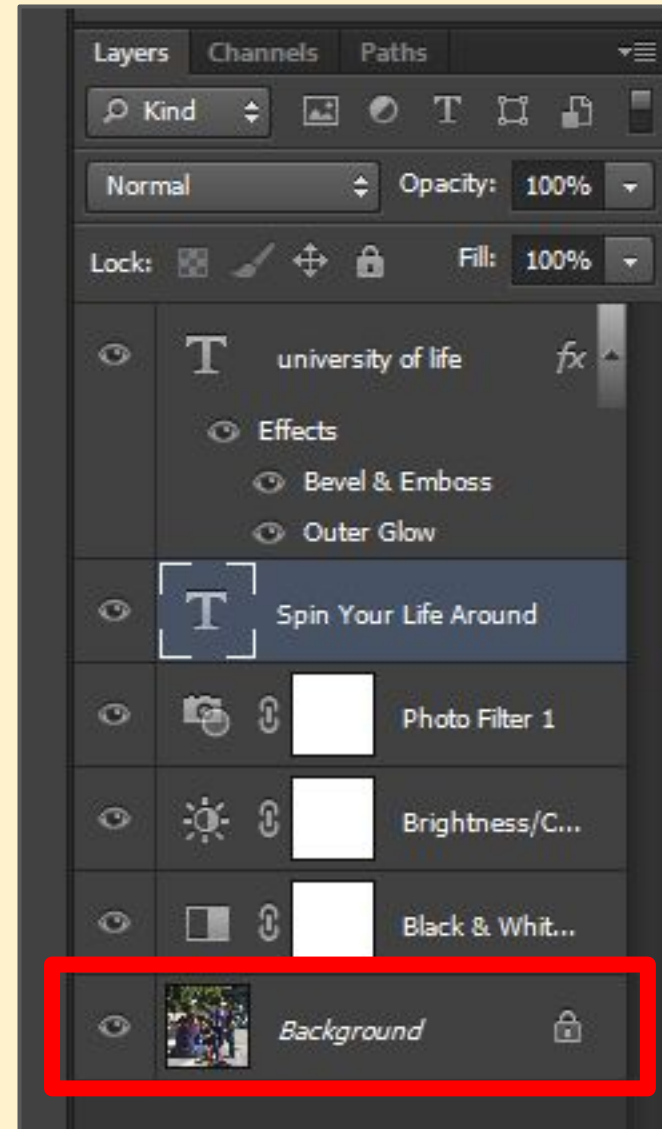 Layers Channels Paths
Kind T
Normal Opacity: 100%
Lock: Fill: 100%
T university of life fx
Effects
Bevel & Emboss
Outer Glow
T Spin Your Life Around
Photo Filter 1
Brightness/C...
Black & Whit...
Background